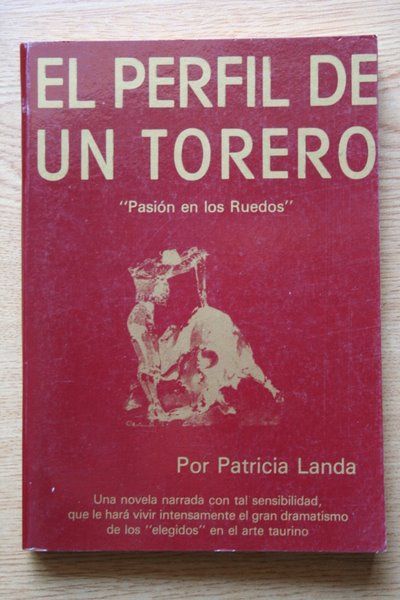 EL PERFIL DE
UN TORERO
"Pasión en los Ruedos"
Por Patricia Landa
Una novela narrada con tal sensibilidad,
que le hará vivir intensamente el gran dramatismo
de los "elegidos" en el arte taurino